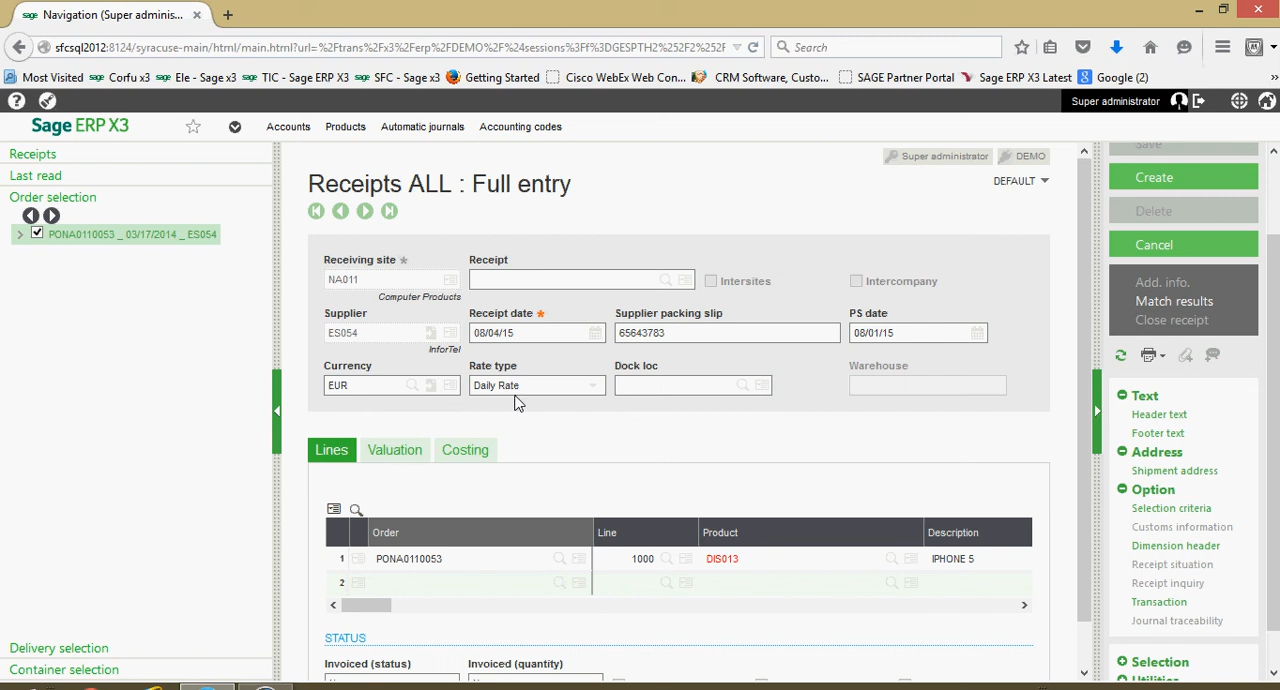 sage Navigation (Super adminis...
sfcsql2012:8124/syracuse-main/html/main.html?url=%2Ftrans%2Fx3%2Ferp%2FDEMO%2F%24sessions%3Ff%3DGESPTH2%252F2%252F
Search
Most Visited sage Corfu x3 sage Ele - Sage x3 sage TIC - Sage ERP X3 sage SFC - Sage x3 Getting Started Cisco WebEx Web Con... CRM Software, Custo... SAGE Partner Portal Sage ERP X3 Latest Google (2) »
Super administrator
Sage ERP X3 Accounts Products Automatic journals Accounting codes
Receipts
Last read
Order selection
PONA0110053 _ 03/17/2014 _ ES054
Delivery selection
Container selection
Super administrator DEMO
Receipts ALL : Full entry
DEFAULT
Receiving site * Receipt
NA011 Intersites Intercompany
Computer Products
Supplier Receipt date * Supplier packing slip PS date
ES054 08/04/15 65643783 08/01/15
InforTel
Currency Rate type Dock loc Warehouse
EUR Daily Rate
Lines Valuation Costing
Order Line Product Description
1 PONA0110053 1000 DIS013 IPHONE 5
2
STATUS
Invoiced (status) Invoiced (quantity)
Save
Create
Delete
Cancel
Add. info.
Match results
Close receipt
Text
Header text
Footer text
Address
Shipment address
Option
Selection criteria
Customs information
Dimension header
Receipt situation
Receipt inquiry
Transaction
Journal traceability
Selection
Utilities